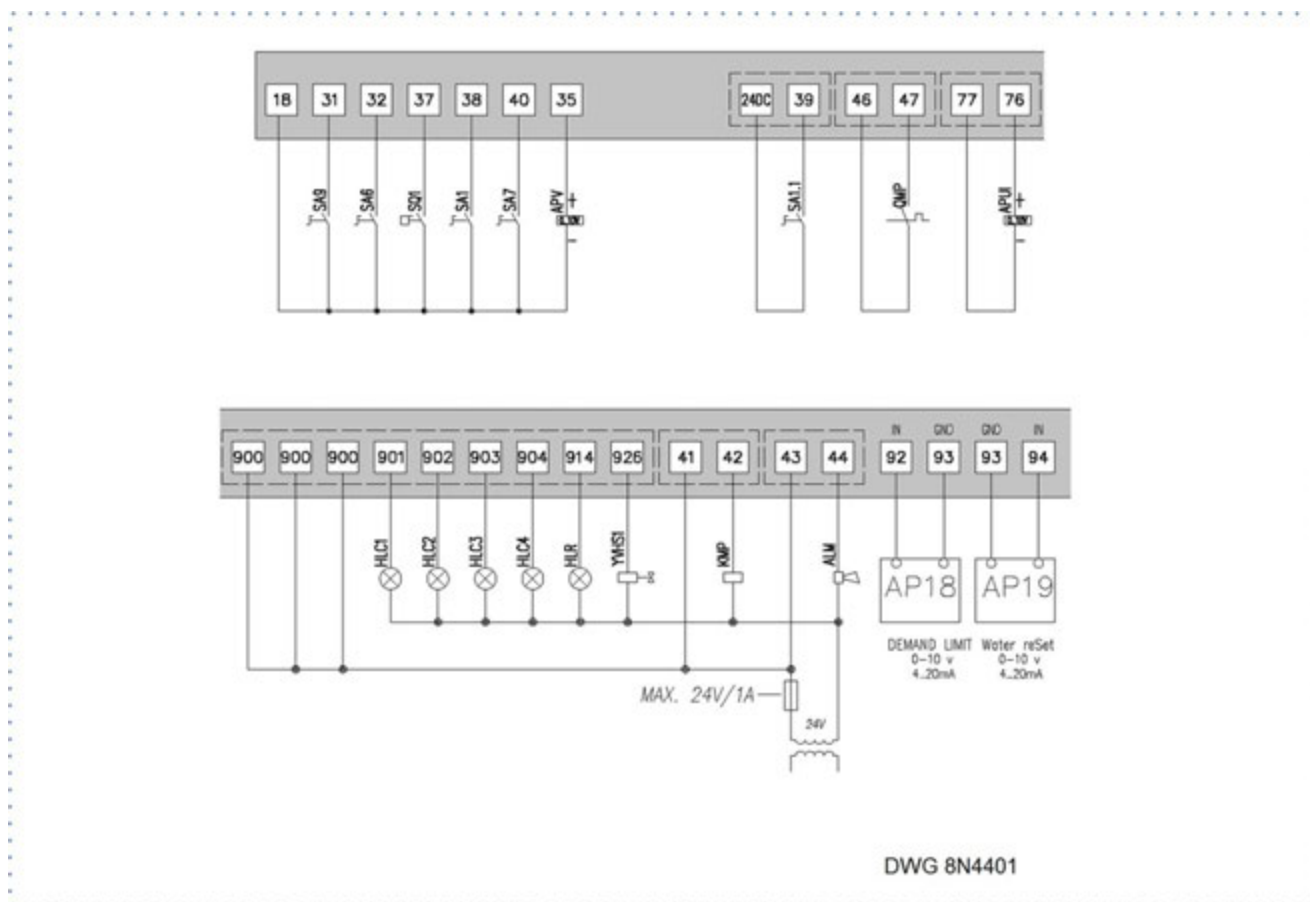 18 31 32 37 38 40 35 24DC 39 46 47 77 76
SA9 SA6 SQ1 SA1 SA7 APV + SA1.1 QMP APUI +
- -
IN GND GND IN
900 900 900 901 902 903 904 914 926 41 42 43 44 92 93 93 94
HLC1 HLC2 HLC3 HLC4 HLR YVHS1 KMP ALM
AP18 AP19
DEMAND LIMIT Water reSet
0-10 v 0-10 v
4..20mA 4..20mA
MAX. 24V/1A
24V
DWG 8N4401